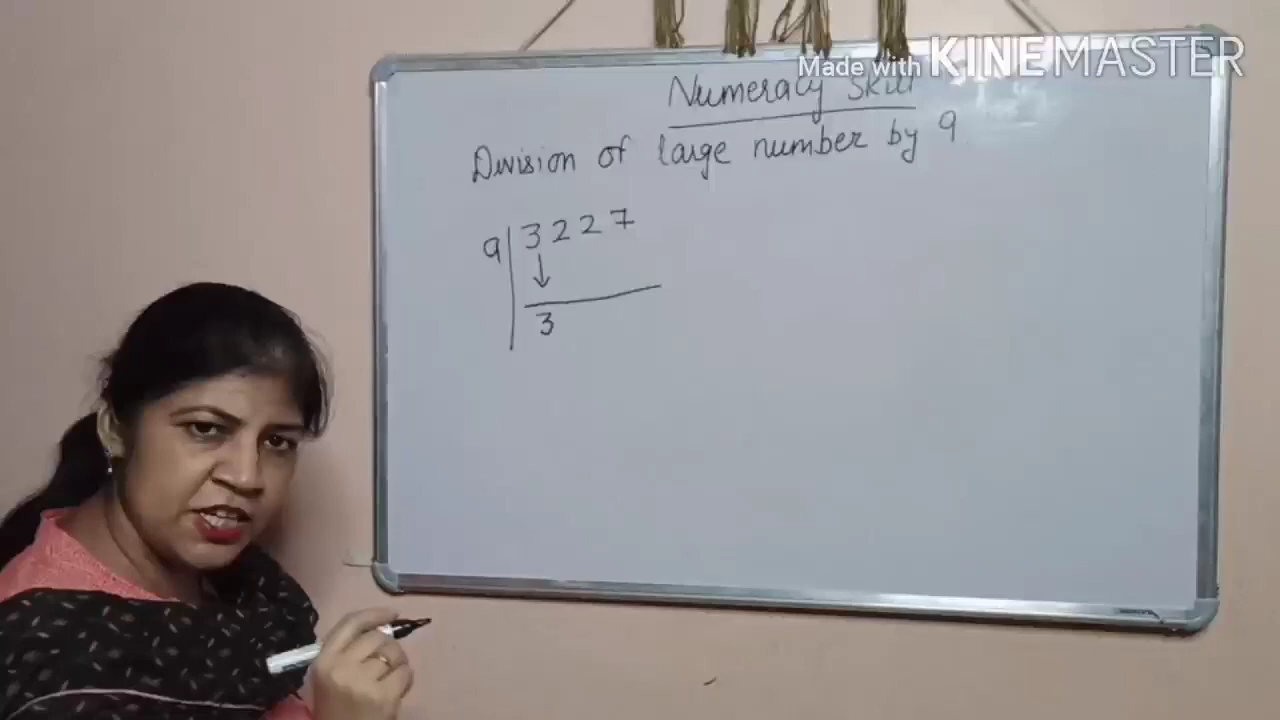 Made with KINEMASTER
Numeracy Skill
Division of large number by 9
9 3 2 2 7
↓
3